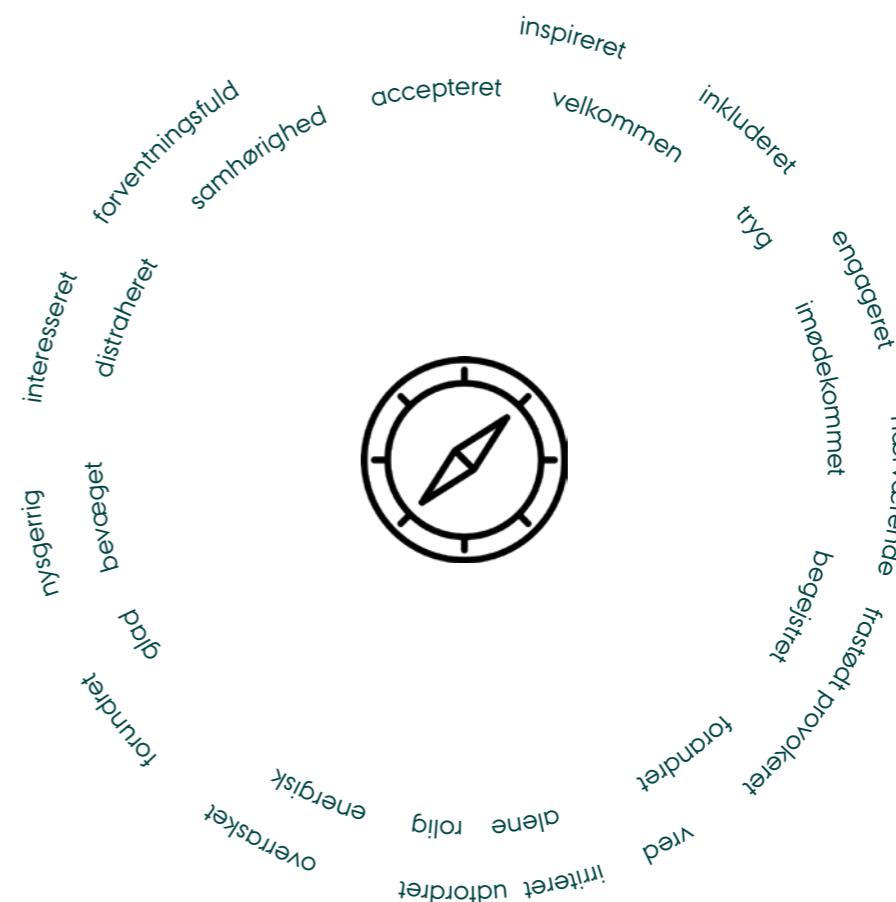 inspireret
inkluderet
engageret
nærværende
frastødt
provokeret
vred
irriteret
udfordret
overrasket
forundret
nysgerrig
interesseret
forventningsfuld
accepteret
velkommen
tryg
imødekommet
begejstret
forandret
alene
rolig
energisk
glad
bevæget
distraheret
samhørighed